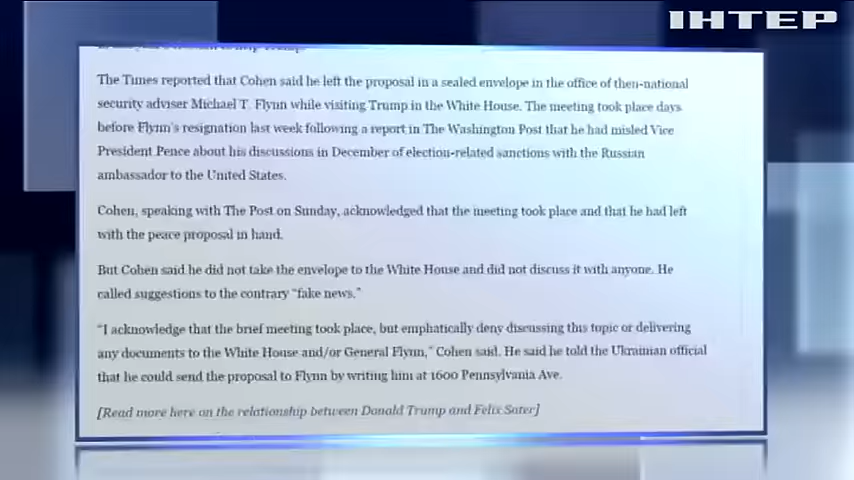 ІНТЕР
The Times reported that Cohen said he left the proposal in a sealed envelope in the office of then-national
security adviser Michael T. Flynn while visiting Trump in the White House. The meeting took place days
before Flynn's resignation last week following a report in The Washington Post that he had misled Vice
President Pence about his discussions in December of election-related sanctions with the Russian
ambassador to the United States.
Cohen, speaking with The Post on Sunday, acknowledged that the meeting took place and that he had left
with the peace proposal in hand.
But Cohen said he did not take the envelope to the White House and did not discuss it with anyone. He
called suggestions to the contrary "fake news."
"I acknowledge that the brief meeting took place, but emphatically deny discussing this topic or delivering
any documents to the White House and/or General Flynn," Cohen said. He said he told the Ukrainian official
that he could send the proposal to Flynn by writing him at 1600 Pennsylvania Ave.
[Read more here on the relationship between Donald Trump and Felix Sater]